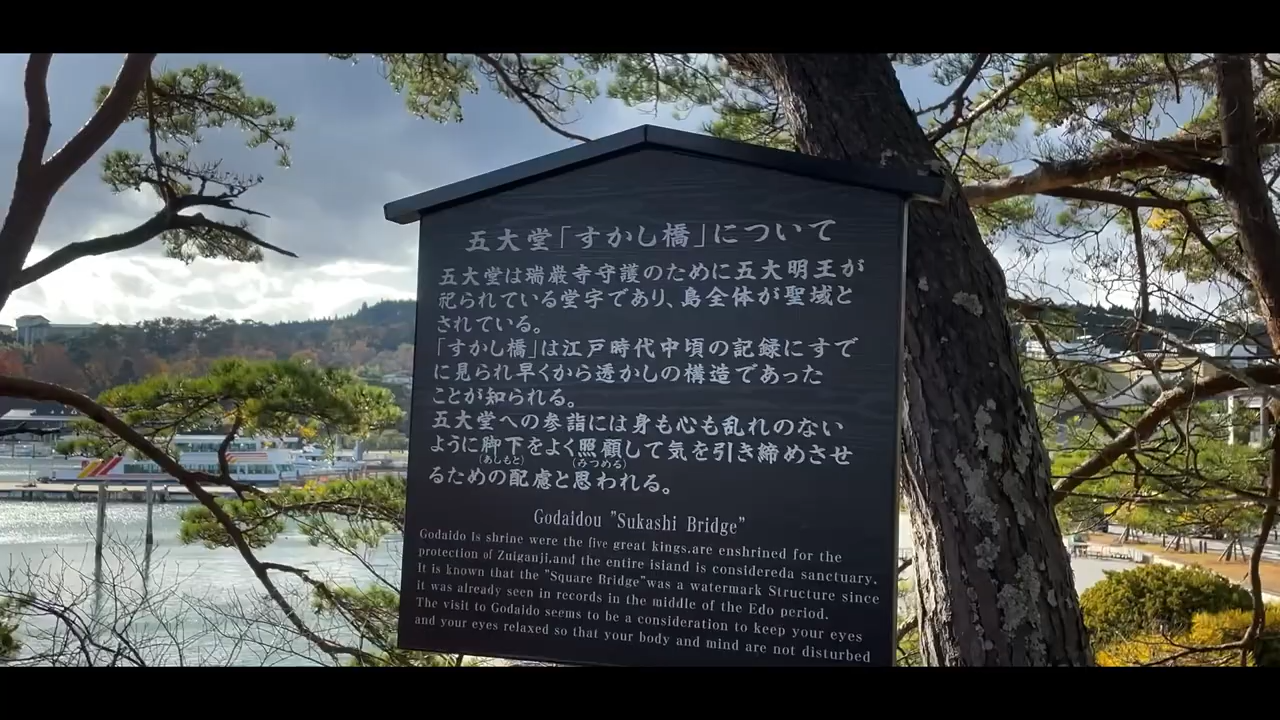 五大堂「すかし橋」について
五大堂は瑞巌寺守護のために五大明王が
祀られている堂宇であり、島全体が聖域と
されている。
「すかし橋」は江戸時代中頃の記録にすで
に見られ早くから透かしの構造であった
ことが知られる。
五大堂への参詣には身も心も乱れのない
ように脚下をよく照顧して気を引き締めさせ
(あしもと) (みつめる)
るための配慮と思われる。
Godaidou "Sukashi Bridge"
Godaido is shrine were the five great kings.are enshrined for the
protection of Zuiganji.and the entire island is considereda sanctuary.
It is known that the "Square Bridge"was a watermark Structure since
it was already seen in records in the middle of the Edo period.
The visit to Godaido seems to be a consideration to keep your eyes
and your eyes relaxed so that your body and mind are not disturbed